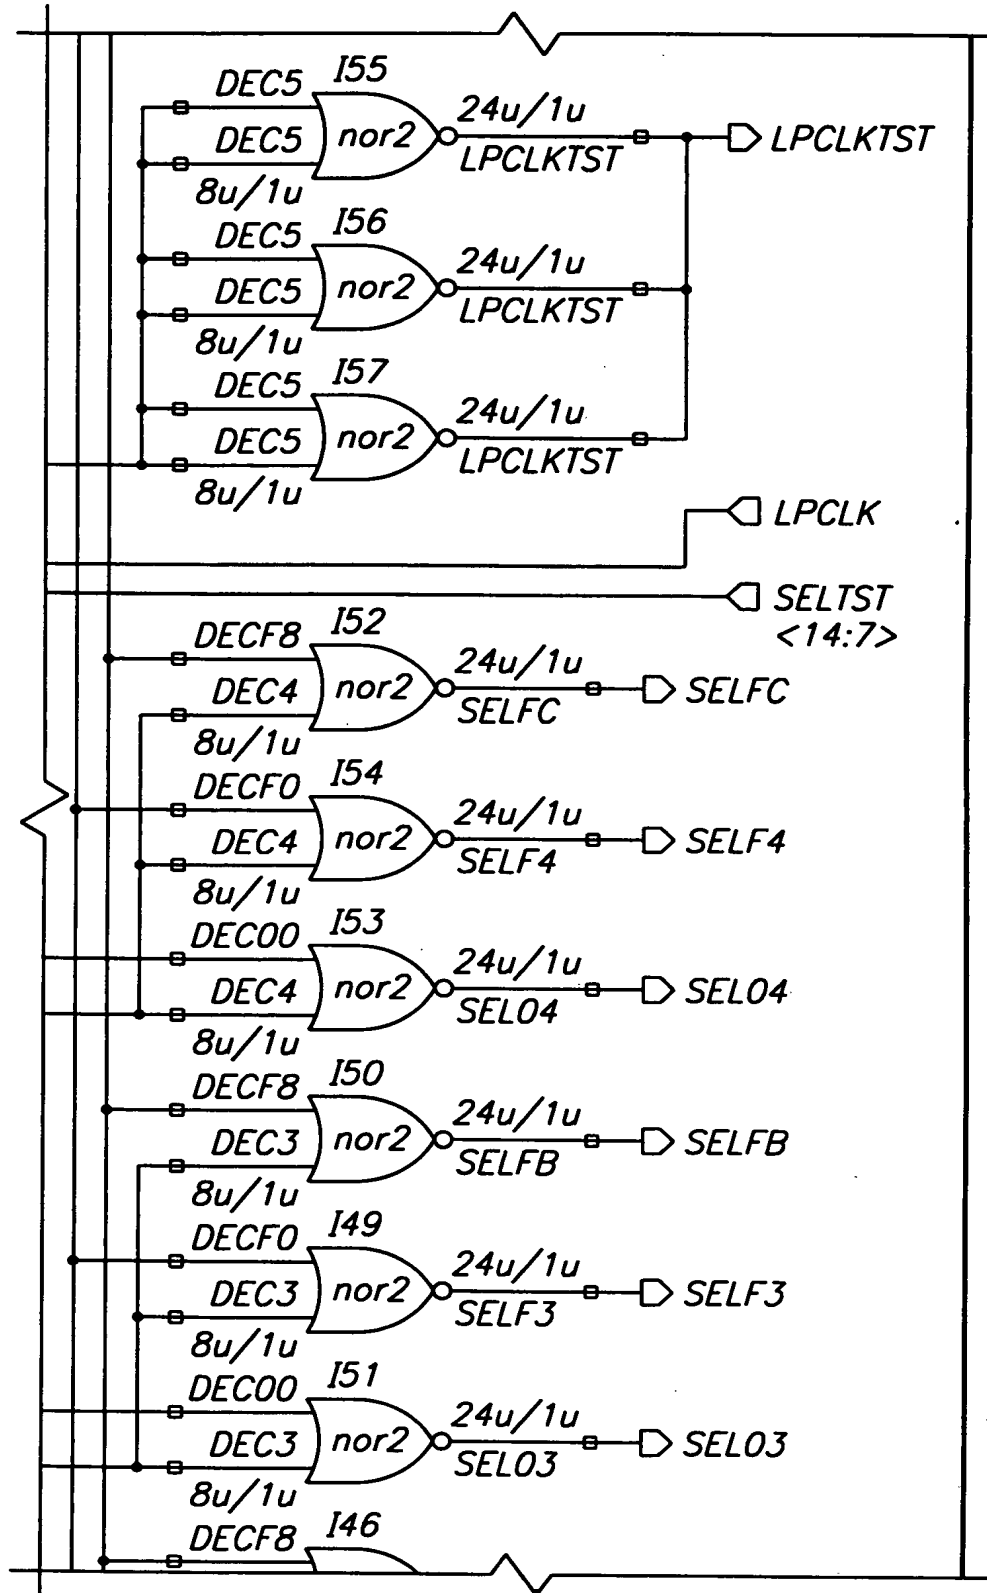 I55
DEC5
24u/1u
nor2
LPCLKTST
DEC5
LPCLKTST
8u/1u
I56
DEC5
24u/1u
nor2
DEC5
LPCLKTST
8u/1u
I57
DEC5
24u/1u
nor2
DEC5
LPCLKTST
8u/1u
LPCLK
SELTST
<14:7>
I52
DECF8
24u/1u
nor2
SELFC
DEC4
SELFC
8u/1u
I54
DECF0
24u/1u
nor2
SELF4
DEC4
SELF4
8u/1u
I53
DEC00
24u/1u
nor2
SEL04
DEC4
SEL04
8u/1u
I50
DECF8
24u/1u
nor2
SELFB
DEC3
SELFB
8u/1u
I49
DECF0
24u/1u
nor2
SELF3
DEC3
SELF3
8u/1u
I51
DEC00
24u/1u
nor2
SEL03
DEC3
SEL03
8u/1u
I46
DECF8